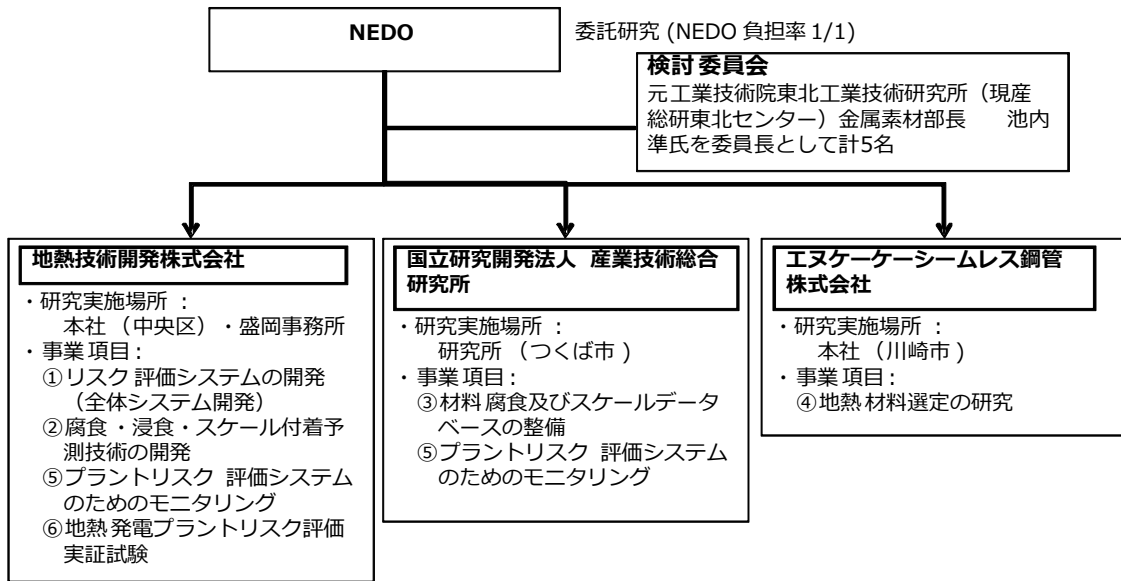 NEDO
委託研究 (NEDO 負担率 1/1)
検討委員会
元工業技術院東北工業技術研究所（現産
総研東北センター）金属素材部長　　池内
準氏を委員長として計5名
地熱技術開発株式会社
・研究実施場所 ：
本社 （中央区）・盛岡事務所
・事業項目：
①リスク評価システムの開発
（全体システム開発）
②腐食・浸食・スケール付着予
測技術の開発
⑤プラントリスク 評価システム
のためのモニタリング
⑥地熱発電プラントリスク評価
実証試験
国立研究開発法人 産業技術総合
研究所
・研究実施場所 ：
研究所 （つくば市 ）
・事業項目：
③材料腐食及びスケールデータ
ベースの整備
⑤プラントリスク 評価システム
のためのモニタリング
エヌケーケーシームレス鋼管
株式会社
・研究実施場所 ：
本社 （川崎市 ）
・事業項目：
④地熱材料選定の研究